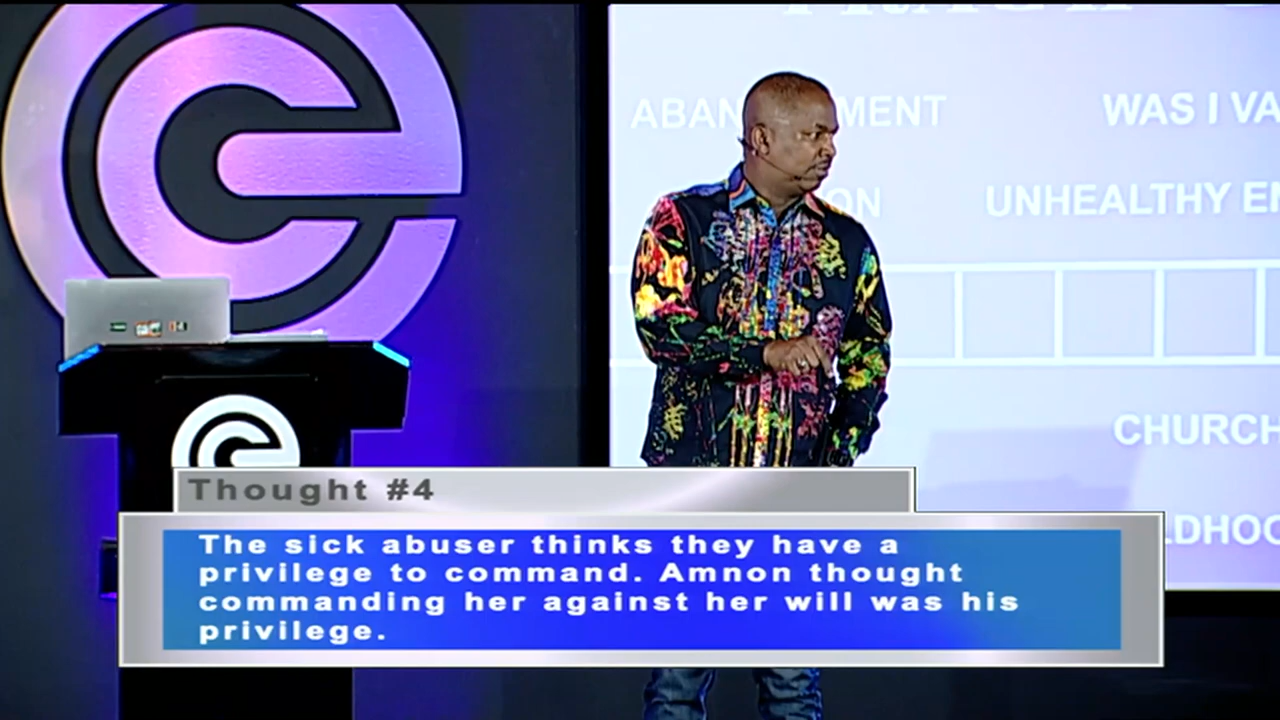 ABAN MENT
WAS I VA
ON
UNHEALTHY E
CHURCH
LDHOO
Thought #4
The sick abuser thinks they have a
privilege to command. Amnon thought
commanding her against her will was his
privilege.